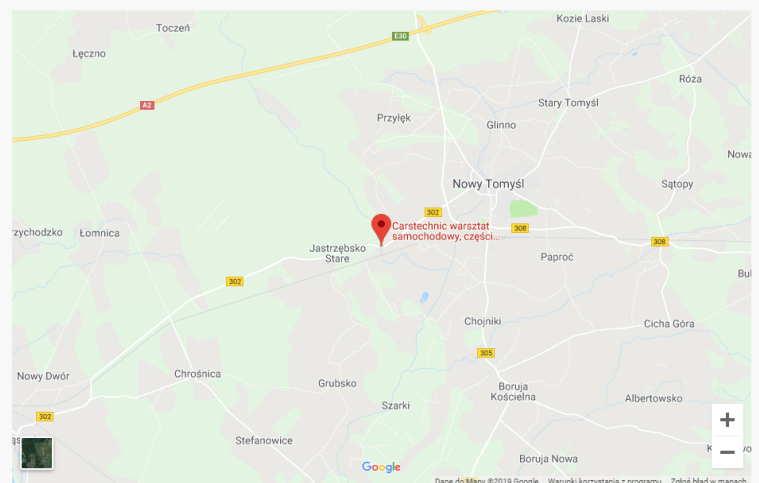 Kozie Laski
Toczeń
E30
Łęczno
Róża
A2
Stary Tomyśl
Przyłęk
Glinno
Nowa
Nowy Tomyśl
Sątopy
302
Carstechnic warsztat
samochodowy, części...
308
rzychodzko
Łomnica
308
Jastrzębsko
Stare
Paproć
302
Chojniki
Cicha Góra
305
Nowy Dwór
Chrośnica
Grubsko
Boruja
Kościelna
Albertowsko
Szarki
302
Stefanowice
Boruja Nowa
Google
Dane do Mapy ©2019 Google
Warunki korzystania z programu
Zgłoś błąd w mapach